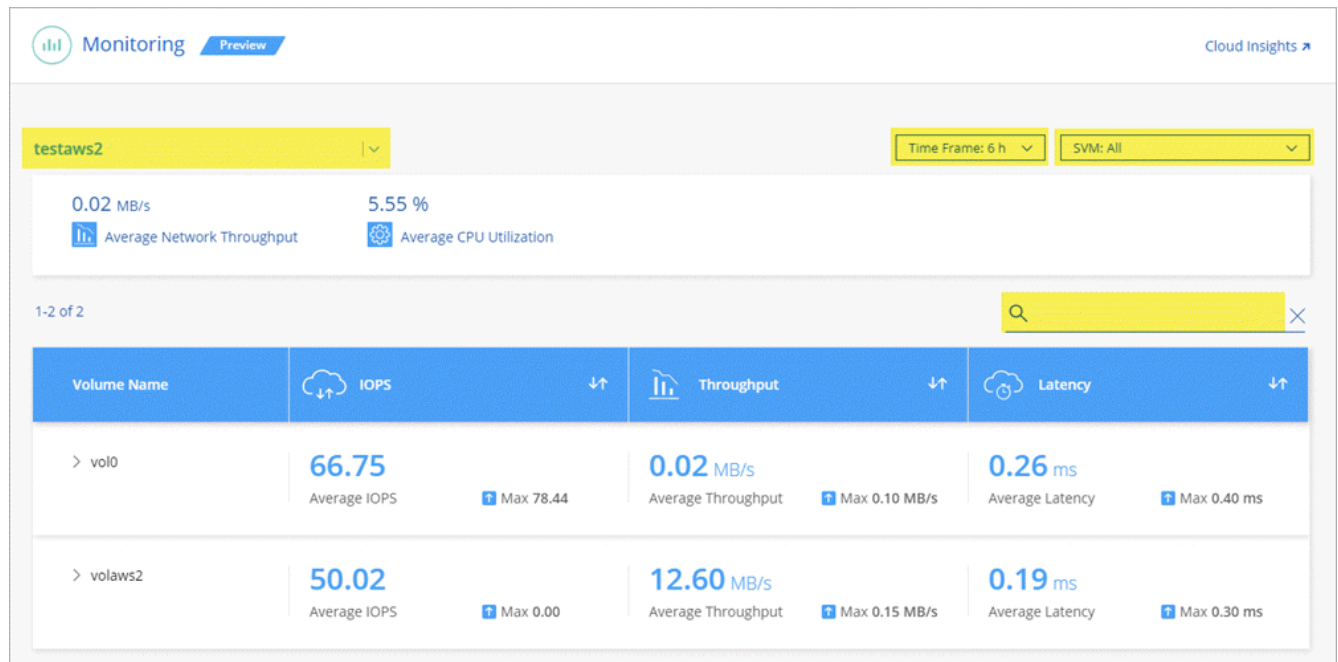 Monitoring Preview Cloud Insights
testaws2 Time Frame: 6 h SVM: All
0.02 MB/s 5.55 %
Average Network Throughput Average CPU Utilization
1-2 of 2
Volume Name IOPS Throughput Latency
vol0 66.75 0.02 MB/s 0.26 ms
Average IOPS Max 78.44 Average Throughput Max 0.10 MB/s Average Latency Max 0.40 ms
volaws2 50.02 12.60 MB/s 0.19 ms
Average IOPS Max 0.00 Average Throughput Max 0.15 MB/s Average Latency Max 0.30 ms